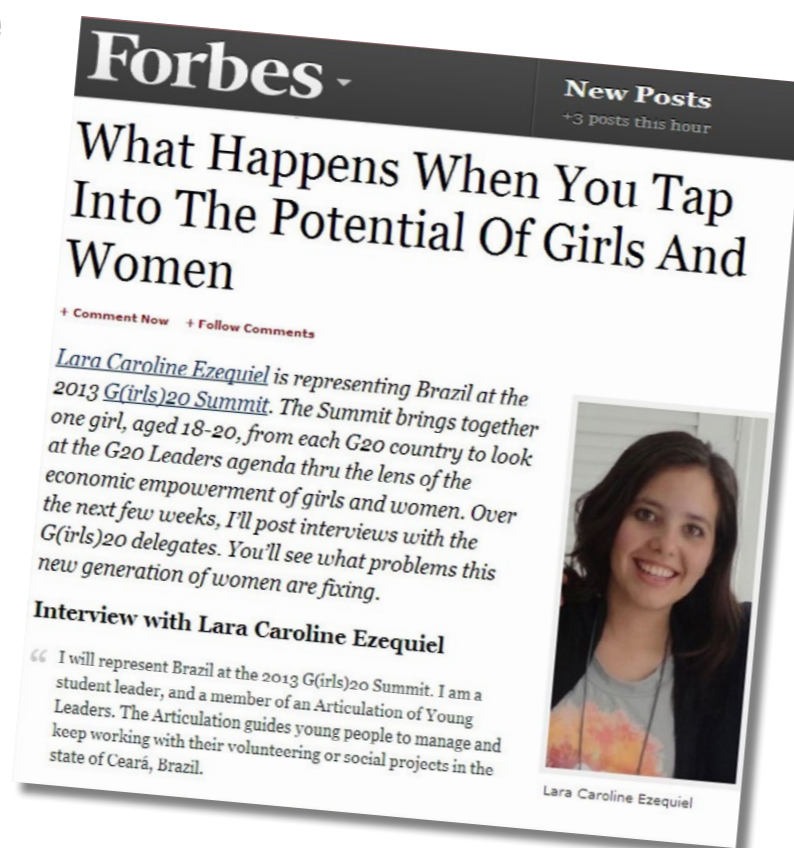 Forbes
New Posts
+3 posts this hour
What Happens When You Tap
Into The Potential Of Girls And
Women
+ Comment Now + Follow Comments
Lara Caroline Ezequiel is representing Brazil at the
2013 G(irls)20 Summit. The Summit brings together
one girl, aged 18-20, from each G20 country to look
at the G20 Leaders agenda thru the lens of the
economic empowerment of girls and women. Over
the next few weeks, I'll post interviews with the
G(irls)20 delegates. You'll see what problems this
new generation of women are fixing.
Interview with Lara Caroline Ezequiel
“ I will represent Brazil at the 2013 G(irls)20 Summit. I am a
student leader, and a member of an Articulation of Young
Leaders. The Articulation guides young people to manage and
keep working with their volunteering or social projects in the
state of Ceará, Brazil.
Lara Caroline Ezequiel